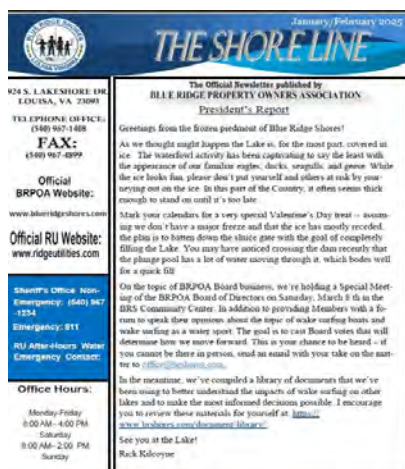 January/February 2025
BLUE RIDGE SHORES
THE SHORE LINE
924 S. LAKESHORE DR.
LOUISA, VA 23093
TELEPHONE OFFICE:
(540) 967-1408
FAX:
(540) 967-4899
Official
BRPOA Website:
www.blueridgeshores.com
Official RU Website:
www.ridgeutilities.com
Sheriff's Office Non-
Emergency: (540) 967
-1234
Emergency: 911
RU After-Hours Water
Emergency Contact:
Office Hours:
Monday-Friday
8:00 AM- 4:00 PM
Saturday
8:00 AM- 2:00 PM
Sunday
The Official Newsletter published by
BLUE RIDGE PROPERTY OWNERS ASSOCIATION
President's Report
Greetings from the frozen piedmont of Blue Ridge Shores!
As we thought might happen the Lake is, for the most part, covered in
ice. The waterfowl activity has been captivating to say the least with
the appearance of our familiar eagles, ducks, seagulls, and geese. While
the ice looks fun, please don't put yourself and others at risk by jour-
neying out on the ice. In this part of the Country, it often seems thick
enough to stand on until it's too late.
Mark your calendars for a very special Valentine's Day treat – assum-
ing we don't have a major freeze and that the ice has mostly receded,
the plan is to batten down the sluice gate with the goal of completely
filling the Lake. You may have noticed crossing the dam recently that
the plunge pool has a lot of water moving through it, which bodes well
for a quick fill
On the topic of BRPOA Board business, we're holding a Special Meet-
ing of the BRPOA Board of Directors on Saturday, March 8 th in the
BRS Community Center. In addition to providing Members with a fo-
rum to speak their opinions about the topic of wake surfing boats and
wake surfing as a water sport. The goal is to cast Board votes that will
determine how we move forward. This is your chance to be heard – if
you cannot be there in person, send an email with your take on the mat-
ter to office@brshores.com.
In the meantime, we've compiled a library of documents that we've
been using to better understand the impacts of wake surfing on other
lakes and to make the most informed decisions possible. I encourage
you to review these materials for yourself at: https://
www.brshores.com/document-library/.
See you at the Lake!
Rick Kilcoyne